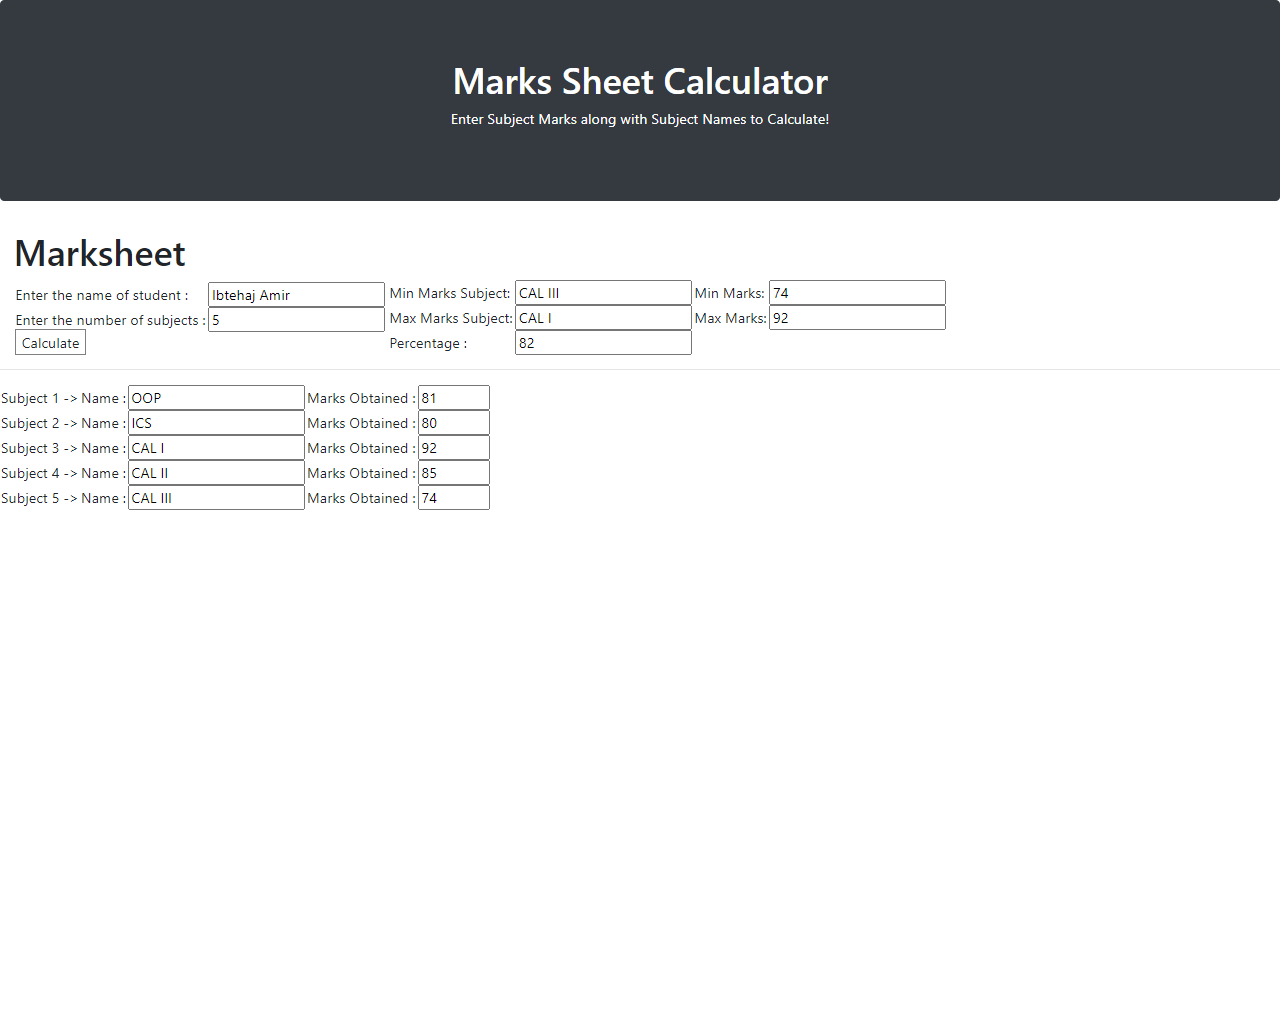 Marks Sheet Calculator
Enter Subject Marks along with Subject Names to Calculate!
Marksheet
Enter the name of student : Ibtehaj Amir Min Marks Subject: CAL III Min Marks: 74
Enter the number of subjects : 5 Max Marks Subject: CAL I Max Marks: 92
Calculate Percentage : 82
Subject 1 -> Name : OOP Marks Obtained : 81
Subject 2 -> Name : ICS Marks Obtained : 80
Subject 3 -> Name : CAL I Marks Obtained : 92
Subject 4 -> Name : CAL II Marks Obtained : 85
Subject 5 -> Name : CAL III Marks Obtained : 74